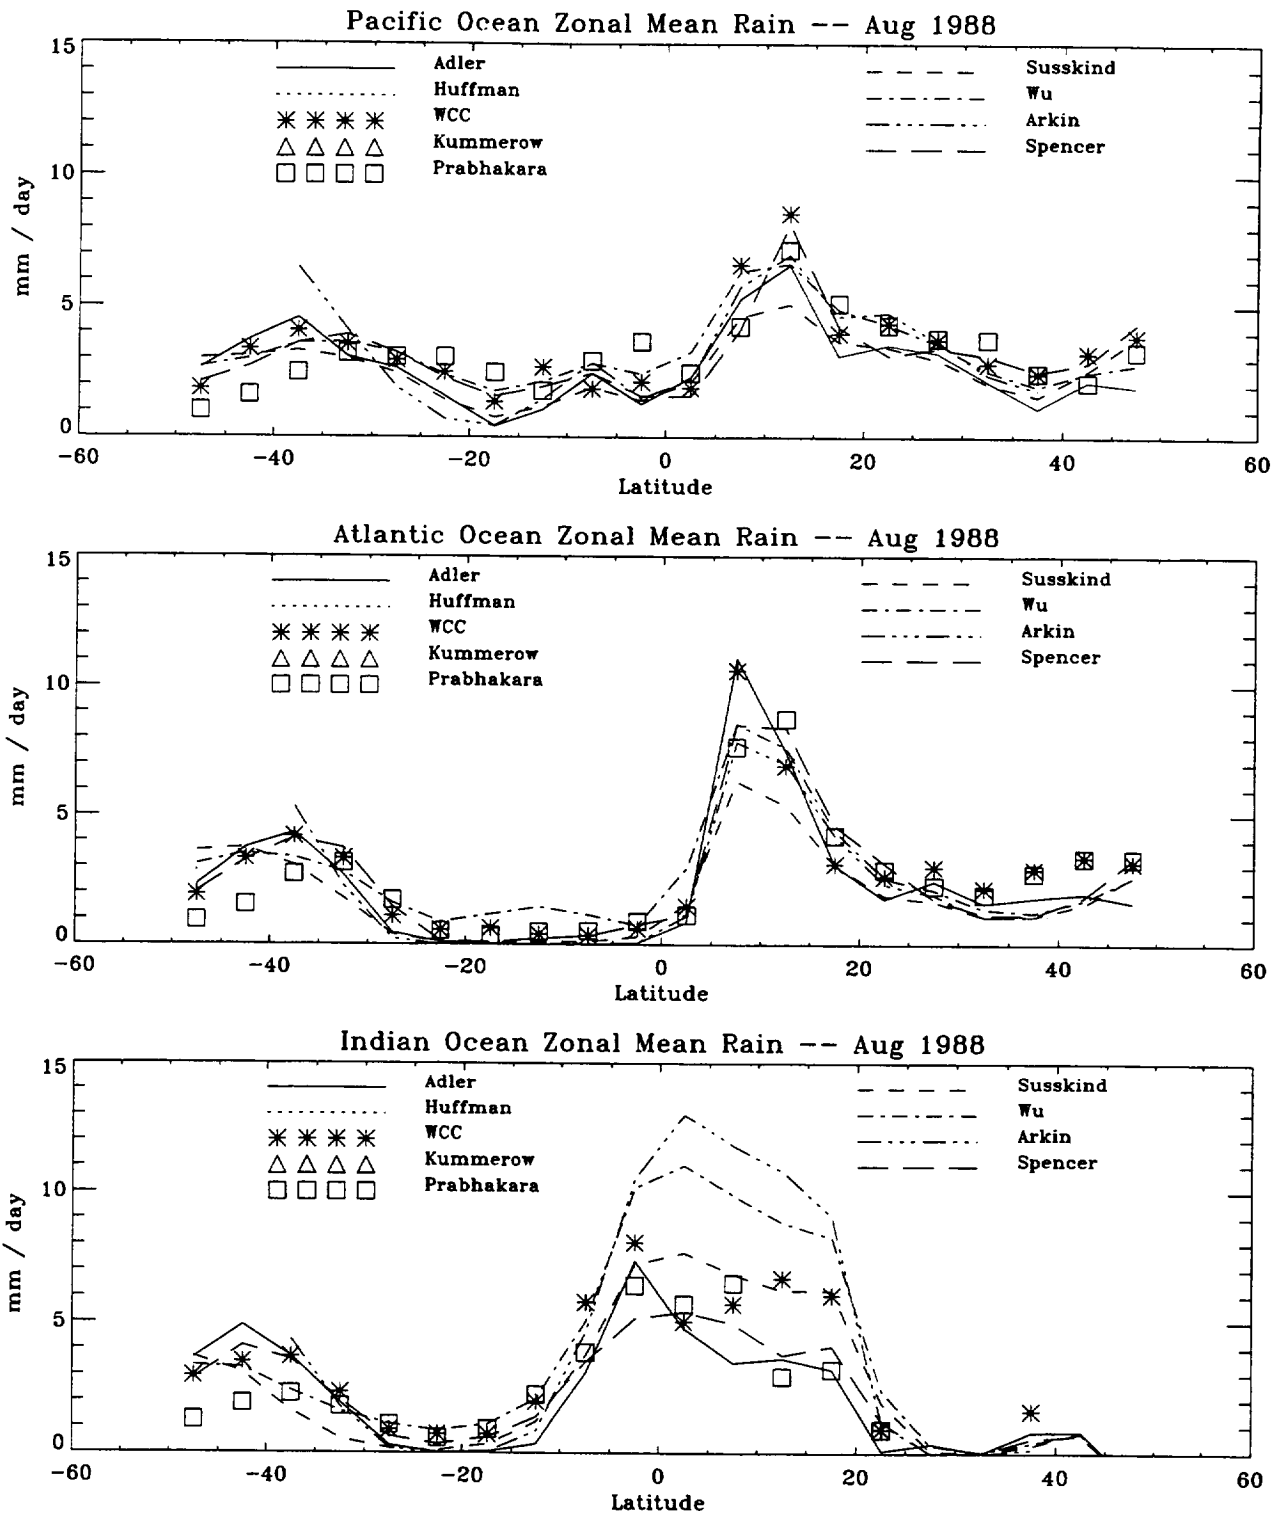 Pacific Ocean Zonal Mean Rain -- Aug 1988
15
10
5
0
mm / day
Adler
Huffman
WCC
Kummerow
Prabhakara
Susskind
Wu
Arkin
Spencer
-60
-40
-20
0
20
40
60
Latitude
Atlantic Ocean Zonal Mean Rain -- Aug 1988
15
10
5
0
mm / day
Adler
Huffman
WCC
Kummerow
Prabhakara
Susskind
Wu
Arkin
Spencer
-60
-40
-20
0
20
40
60
Latitude
Indian Ocean Zonal Mean Rain -- Aug 1988
15
10
5
0
mm / day
Adler
Huffman
WCC
Kummerow
Prabhakara
Susskind
Wu
Arkin
Spencer
-60
-40
-20
0
20
40
60
Latitude